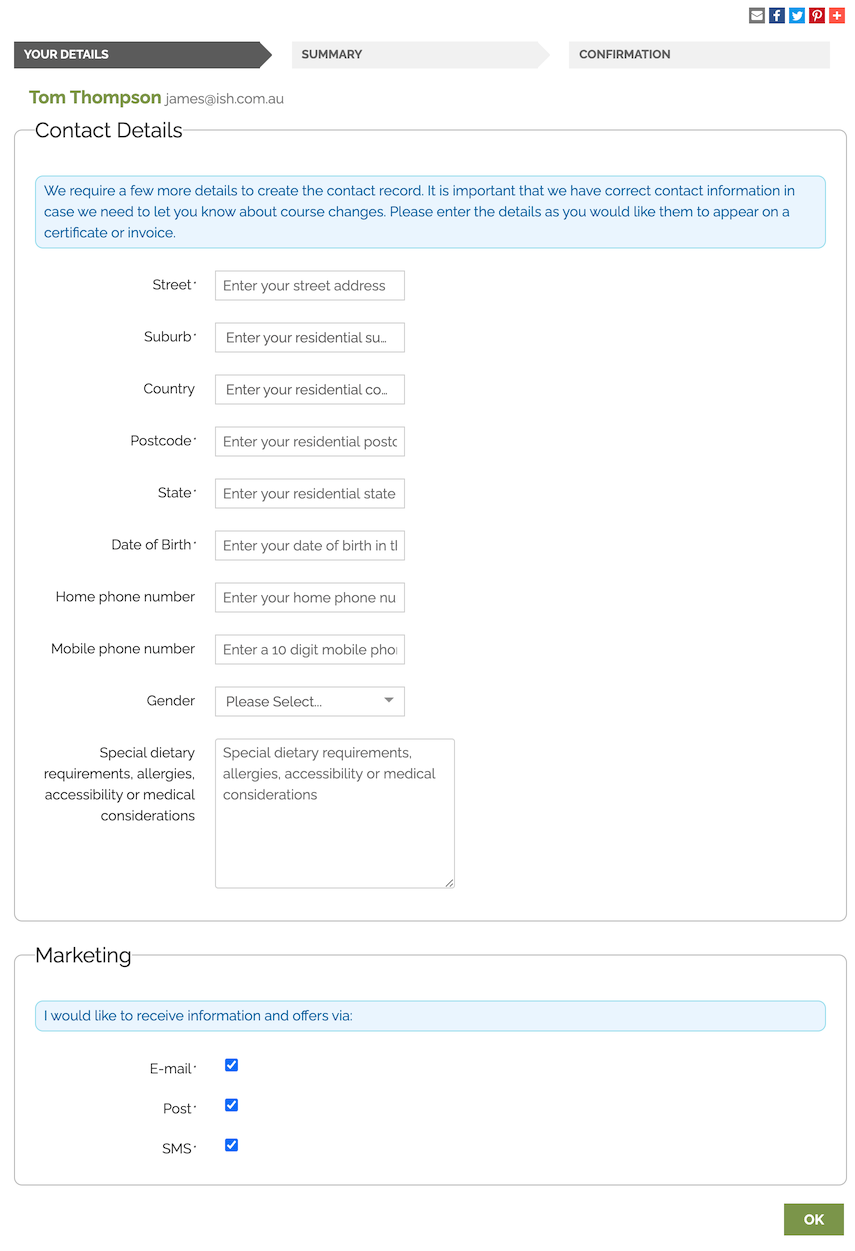 YOUR DETAILS
SUMMARY
CONFIRMATION
Tom Thompson james@ish.com.au
Contact Details
We require a few more details to create the contact record. It is important that we have correct contact information in
case we need to let you know about course changes. Please enter the details as you would like them to appear on a
certificate or invoice.
Street* Enter your street address
Suburb* Enter your residential su...
Country Enter your residential co...
Postcode* Enter your residential postc
State* Enter your residential state
Date of Birth* Enter your date of birth in tl
Home phone number Enter your home phone nu
Mobile phone number Enter a 10 digit mobile pho
Gender Please Select...
Special dietary
requirements, allergies,
accessibility or medical
considerations
Special dietary requirements,
allergies, accessibility or medical
considerations
Marketing
I would like to receive information and offers via:
E-mail*
Post*
SMS*
OK